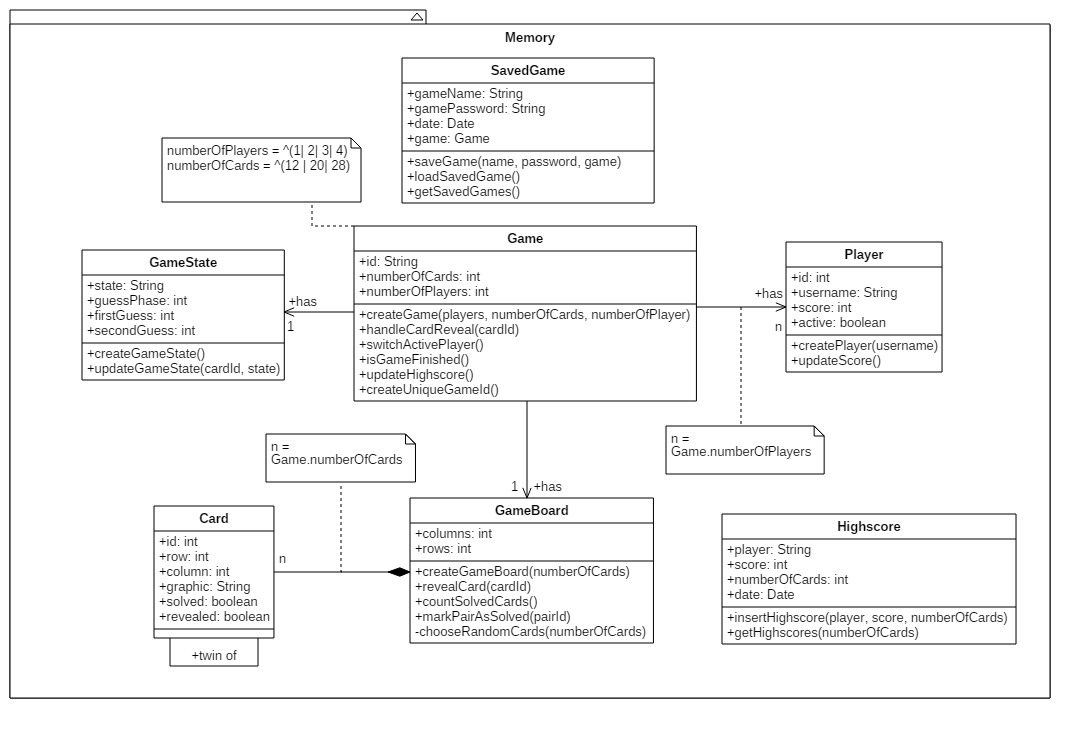 Memory
SavedGame
+gameName: String
+gamePassword: String
+date: Date
+game: Game
+saveGame(name, password, game)
+loadSavedGame()
+getSavedGames()
numberOfPlayers = ^(1| 2| 3| 4)
numberOfCards = ^(12 | 20| 28)
GameState
+state: String
+guessPhase: int
+firstGuess: int
+secondGuess: int
+createGameState()
+updateGameState(cardId, state)
+has
1
Game
+id: String
+numberOfCards: int
+numberOfPlayers: int
+createGame(players, numberOfCards, numberOfPlayer)
+handleCardReveal(cardId)
+switchActivePlayer()
+isGameFinished()
+updateHighscore()
+createUniqueGameId()
+has
n
Player
+id: int
+username: String
+score: int
+active: boolean
+createPlayer(username)
+updateScore()
n =
Game.numberOfCards
n =
Game.numberOfPlayers
1
+has
Card
+id: int
+row: int
+column: int
+graphic: String
+solved: boolean
+revealed: boolean
+twin of
n
GameBoard
+columns: int
+rows: int
+createGameBoard(numberOfCards)
+revealCard(cardId)
+countSolvedCards()
+markPairAsSolved(pairId)
-chooseRandomCards(numberOfCards)
Highscore
+player: String
+score: int
+numberOfCards: int
+date: Date
+insertHighscore(player, score, numberOfCards)
+getHighscores(numberOfCards)